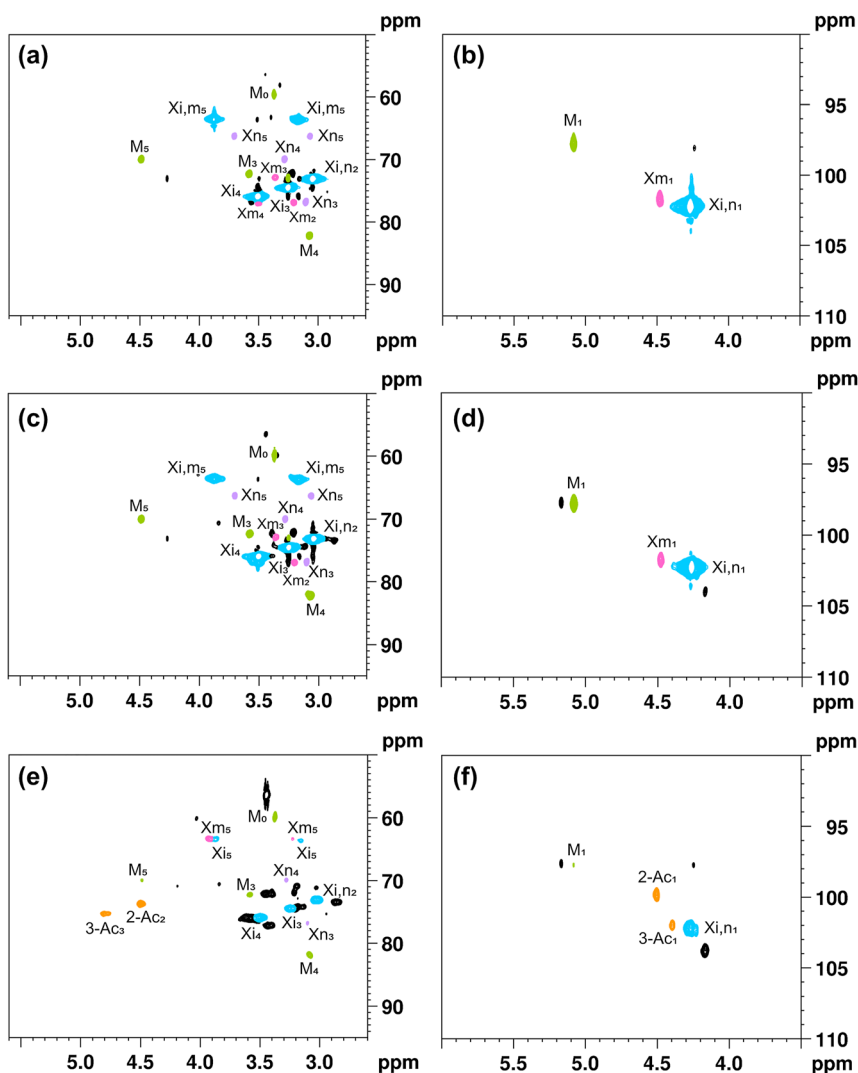 ppm
ppm
(a)
(b)
M₀
60
Xi,m₅
Xi,m₅
95
M₁
Xn₅
Xn₅
Xn₄
M₅
M₃
Xm₃
Xi,n₂
70
100
Xm₁
Xi₄
Xi,n₁
Xm₄
Xi₃
Xm₂
Xn₃
80
M₄
105
90
110
5.0 4.5 4.0 3.5 3.0 ppm
5.5 5.0 4.5 4.0 ppm
ppm
ppm
(c)
(d)
M₀
60
Xi,m₅
Xi,m₅
95
M₁
Xn₅
Xn₅
Xn₄
M₅
M₃
Xm₃
Xi,n₂
70
100
Xm₁
Xi₄
Xi₃
Xi,n₁
Xm₂
Xn₃
80
M₄
105
90
110
5.0 4.5 4.0 3.5 3.0 ppm
5.5 5.0 4.5 4.0 ppm
ppm
ppm
(e)
(f)
M₀
60
Xm₅
Xm₅
Xi₅
Xi₅
95
M₁
M₅
Xn₄
M₃
Xi,n₂
70
2-Ac₁
100
3-Ac₃
2-Ac₂
Xi₄
Xi₃
Xn₃
3-Ac₁
Xi,n₁
80
M₄
105
90
110
5.0 4.5 4.0 3.5 3.0 ppm
5.5 5.0 4.5 4.0 ppm